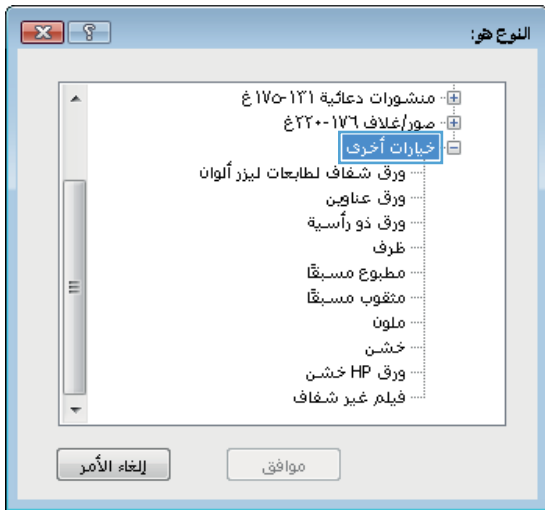 النوع هو:
منشورات دعائية ١٣١-١٧٥غ
صور/غلاف ١٧٦-٢٢٠غ
خيارات أخرى
ورق شفاف لطابعات ليزر ألوان
ورق عناوين
ورق ذو رأسية
ظرف
مطبوع مسبقًا
مثقوب مسبقًا
ملون
خشن
ورق HP خشن
فيلم غير شفاف
موافق
إلغاء الأمر